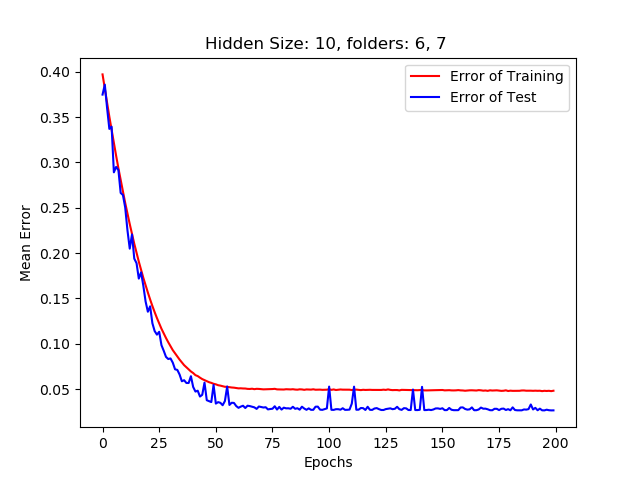 Hidden Size: 10, folders: 6, 7
Error of Training
Error of Test
Mean Error
0.40
0.35
0.30
0.25
0.20
0.15
0.10
0.05
0 25 50 75 100 125 150 175 200
Epochs